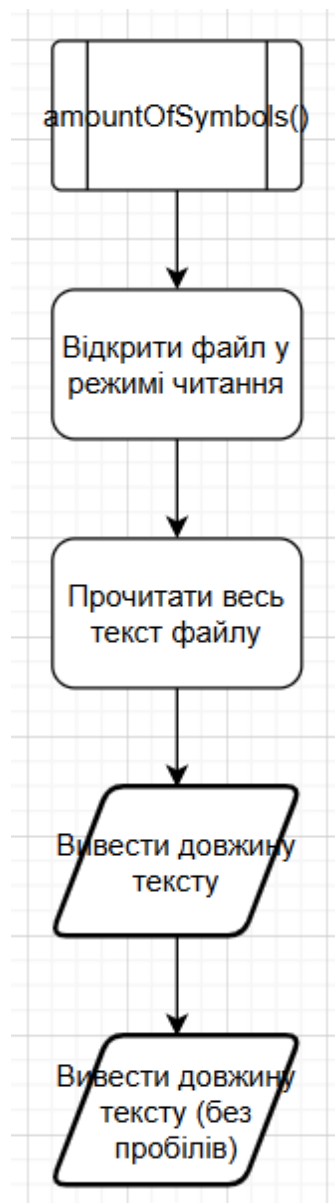 amountOfSymbols()
Відкрити файл у
режимі читання
Прочитати весь
текст файлу
Вивести довжину
тексту
Вивести довжину
тексту (без
пробілів)